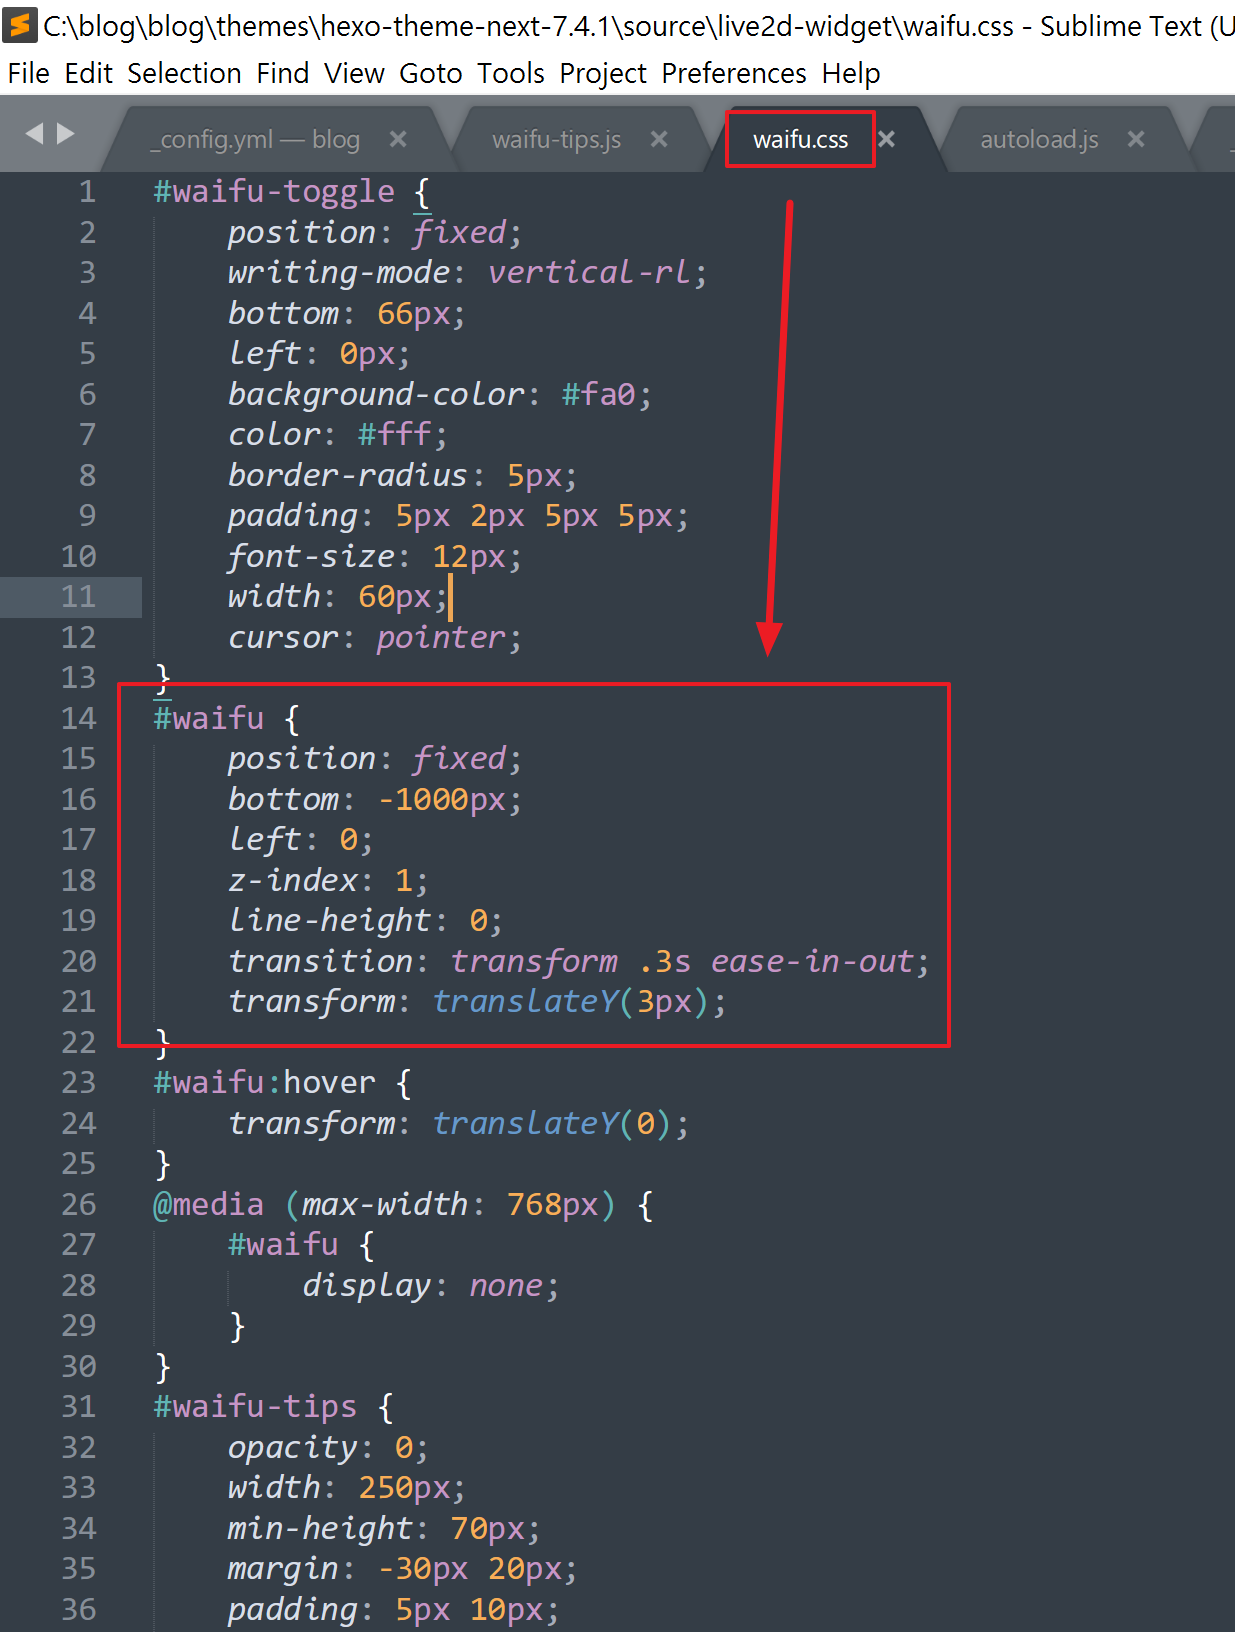 C:\blog\blog\themes\hexo-theme-next-7.4.1\source\live2d-widget\waifu.css - Sublime Text (U
File Edit Selection Find View Goto Tools Project Preferences Help
_config.yml — blog × waifu-tips.js × waifu.css × autoload.js ×
1 #waifu-toggle {
2 position: fixed;
3 writing-mode: vertical-rl;
4 bottom: 66px;
5 left: 0px;
6 background-color: #fa0;
7 color: #fff;
8 border-radius: 5px;
9 padding: 5px 2px 5px 5px;
10 font-size: 12px;
11 width: 60px;
12 cursor: pointer;
13 }
14 #waifu {
15 position: fixed;
16 bottom: -1000px;
17 left: 0;
18 z-index: 1;
19 line-height: 0;
20 transition: transform .3s ease-in-out;
21 transform: translateY(3px);
22 }
23 #waifu:hover {
24 transform: translateY(0);
25 }
26 @media (max-width: 768px) {
27 #waifu {
28 display: none;
29 }
30 }
31 #waifu-tips {
32 opacity: 0;
33 width: 250px;
34 min-height: 70px;
35 margin: -30px 20px;
36 padding: 5px 10px;